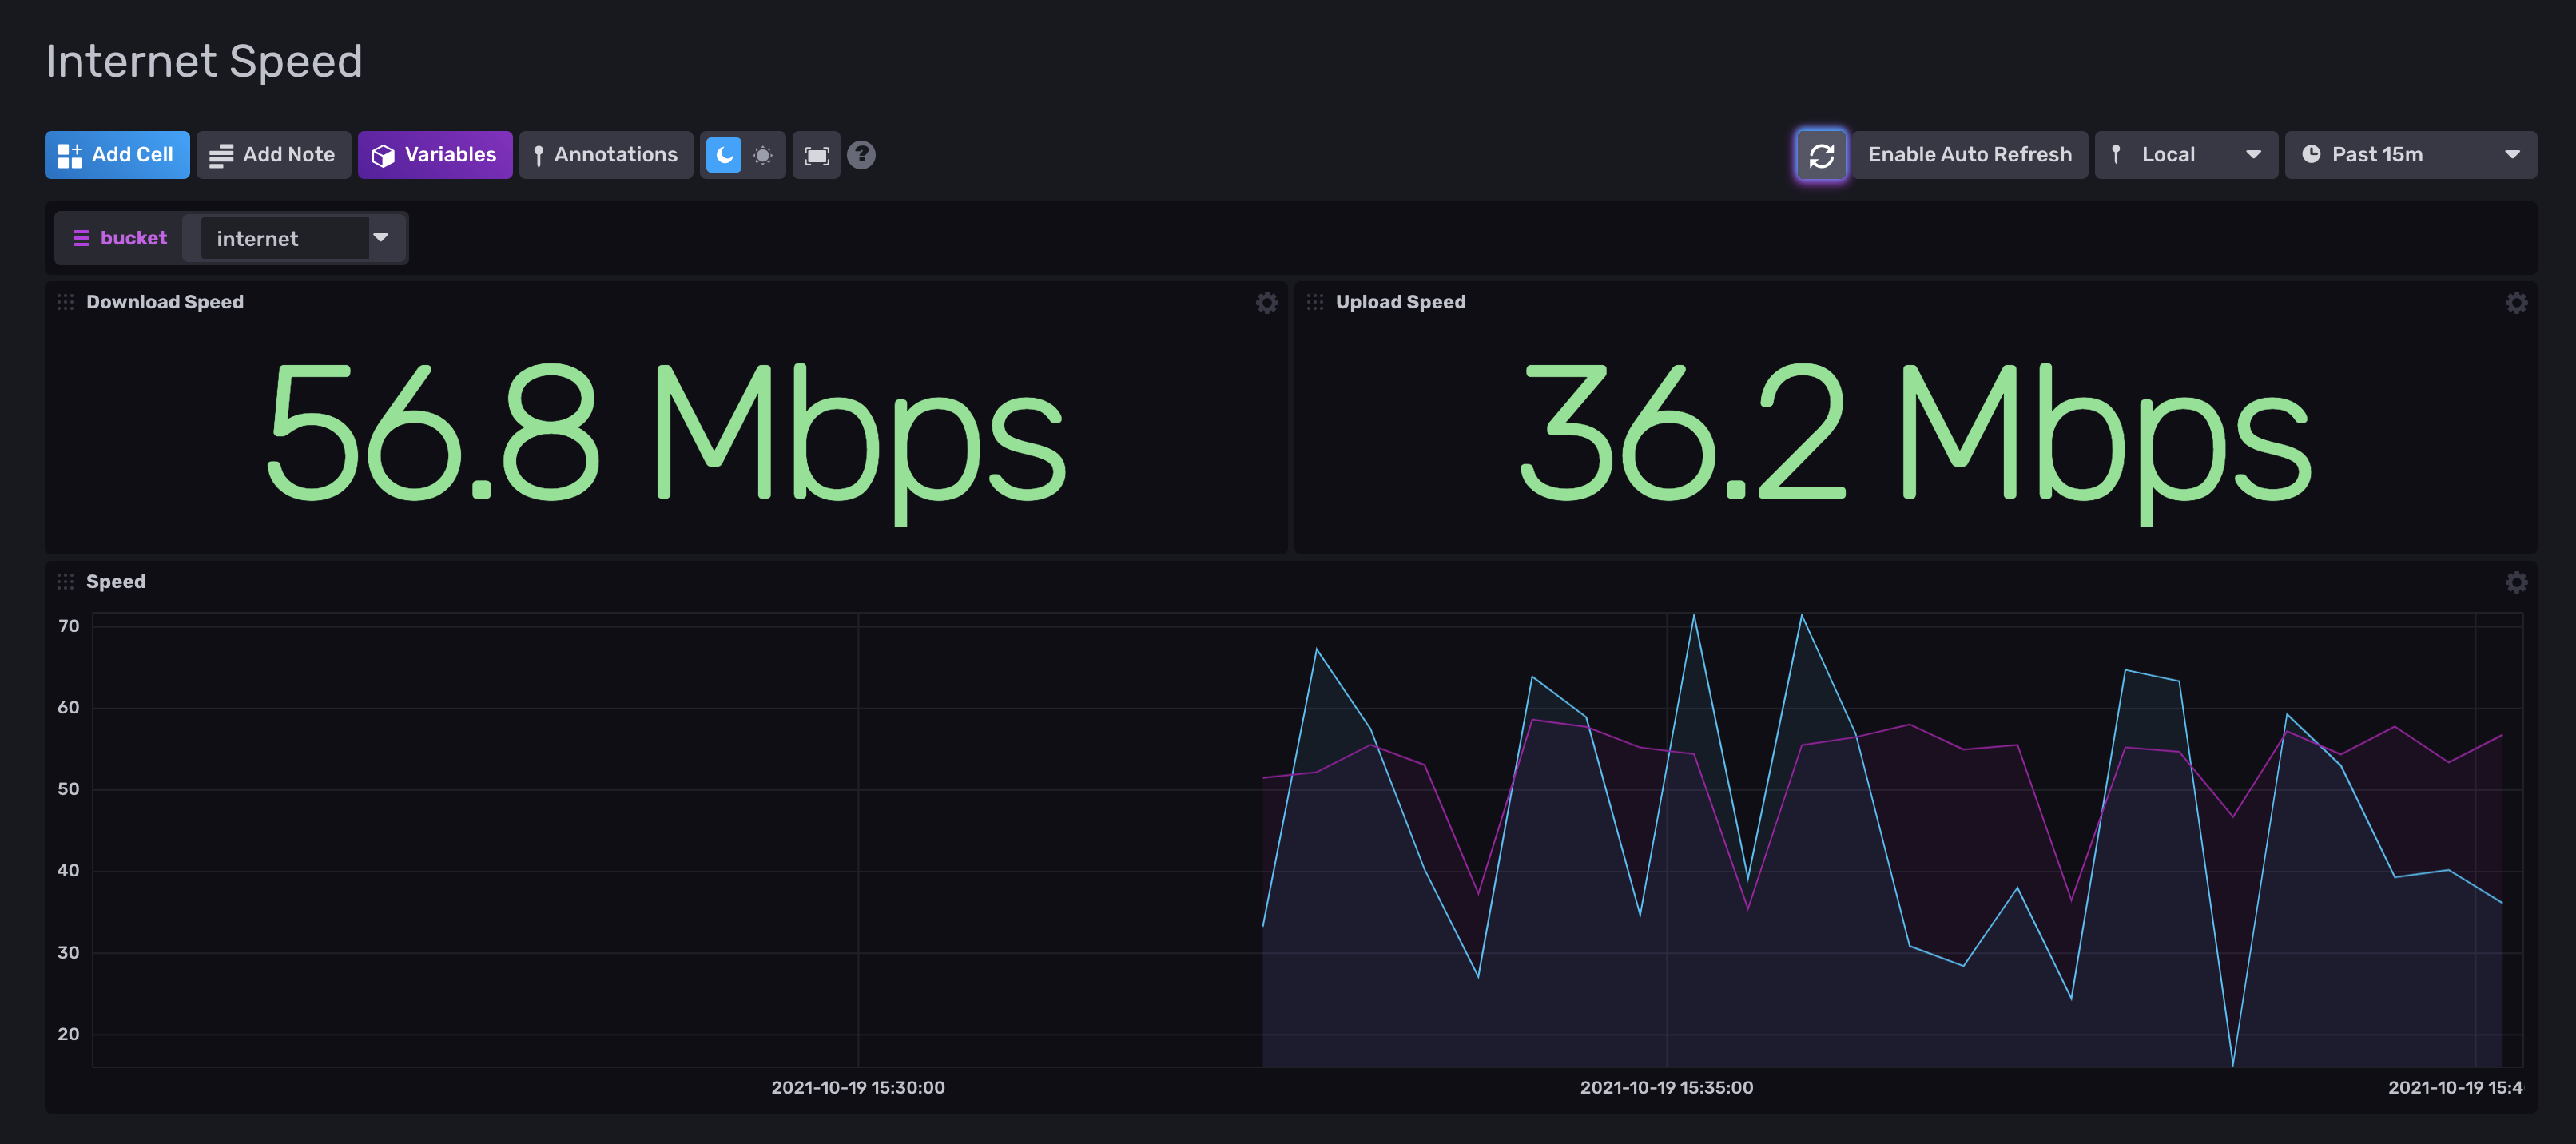 Internet Speed
Add Cell Add Note Variables Annotations ? Enable Auto Refresh Local Past 15m
bucket internet
Download Speed Upload Speed
56.8 Mbps 36.2 Mbps
Speed
70
60
50
40
30
20
2021-10-19 15:30:00 2021-10-19 15:35:00 2021-10-19 15:4